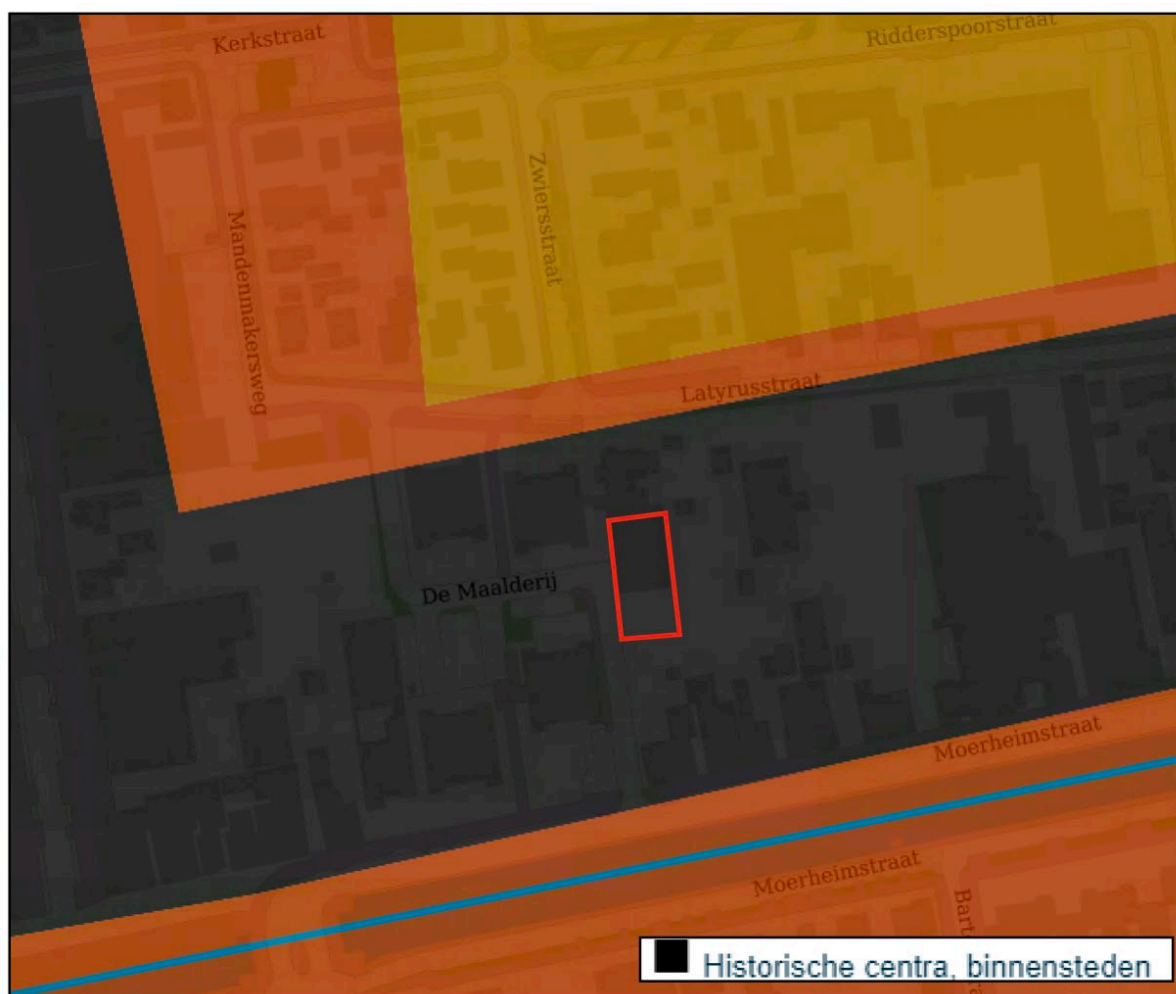 Kerkstraat
Ridderspoorstraat
Zwiersstraat
Mandenmakersweg
Latyrusstraat
De Maalderij
Moerheimstraat
Moerheimstraat
Historische centra, binnensteden